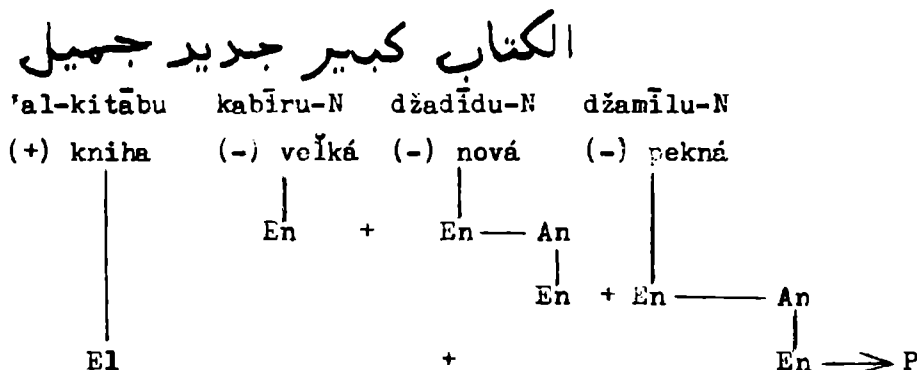 الكتاب كبير جديد جميل
'al-kitābu kabīru-N džadīdu-N džamīlu-N
(+) kniha (-) veľká (-) nová (-) pekná
En + En An
En + En An
El + En P